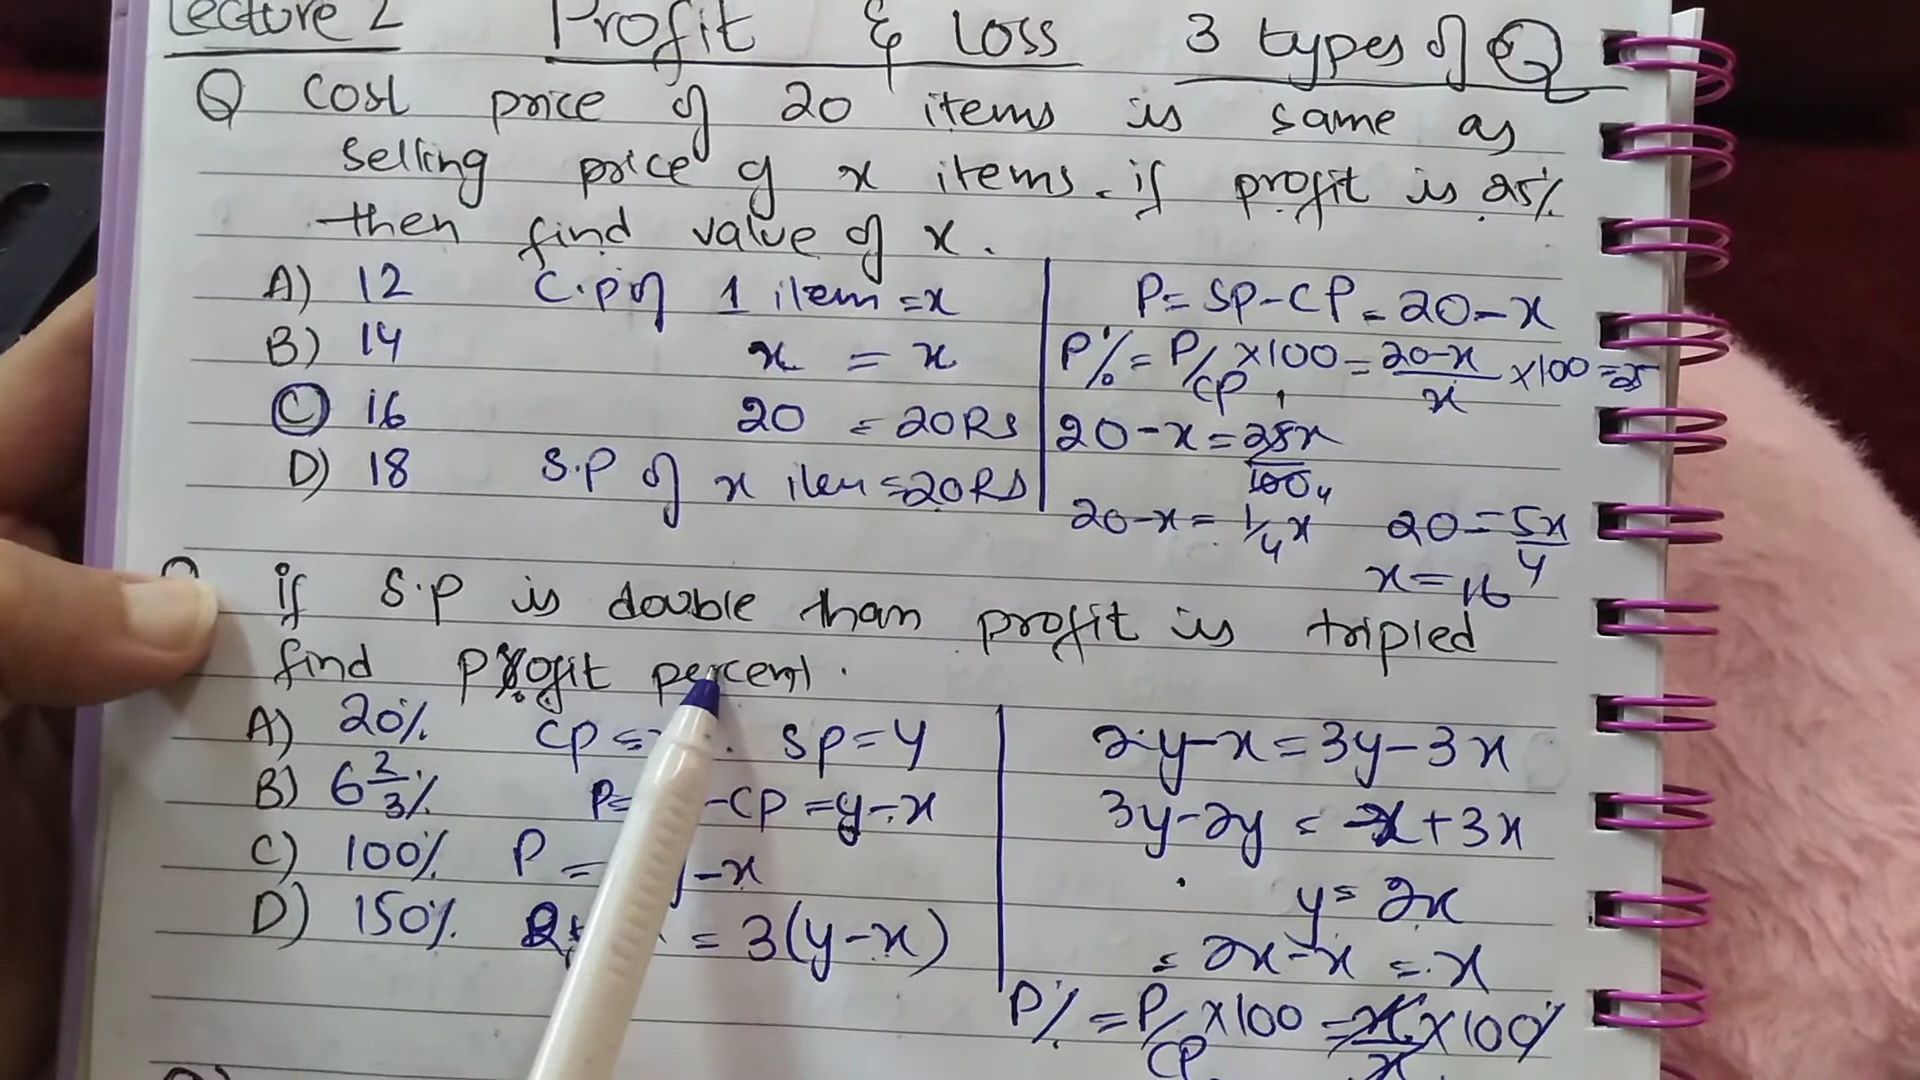 Lecture 2 Profit & Loss 3 types of Q
Q Cost price of 20 items is same as
selling price of x items. if profit is 25%
then find value of x.
A) 12 C.P of 1 item = x
B) 14 x = x
C) 16 20 = 20RS
D) 18 S.P of x item = 20RS
P = SP - CP = 20 - x
P% = P/CP × 100 = 20-x/x × 100 = 25
20 - x = 25x/100 4
20 - x = 1/4 x 20 = 5x/4
x = 16
if S.P is double than profit is tripled
find profit percent.
A) 20% CP = SP = y
B) 6 2/3% P = - CP = y - x
C) 100% P = - x
D) 150% = 3(y - x)
2y - x = 3y - 3x
3y - 2y = -x + 3x
y = 2x
= 2x - x = x
P% = P/CP × 100 = x/x × 100%